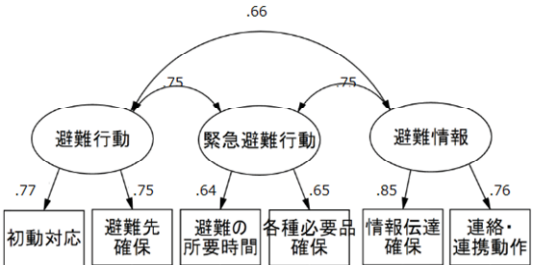 .66
.75
.75
避難行動
緊急避難行動
避難情報
.77
.75
.64
.65
.85
.76
初動対応
避難先
確保
避難の
所要時間
各種必要品
確保
情報伝達
確保
連絡・
連携動作